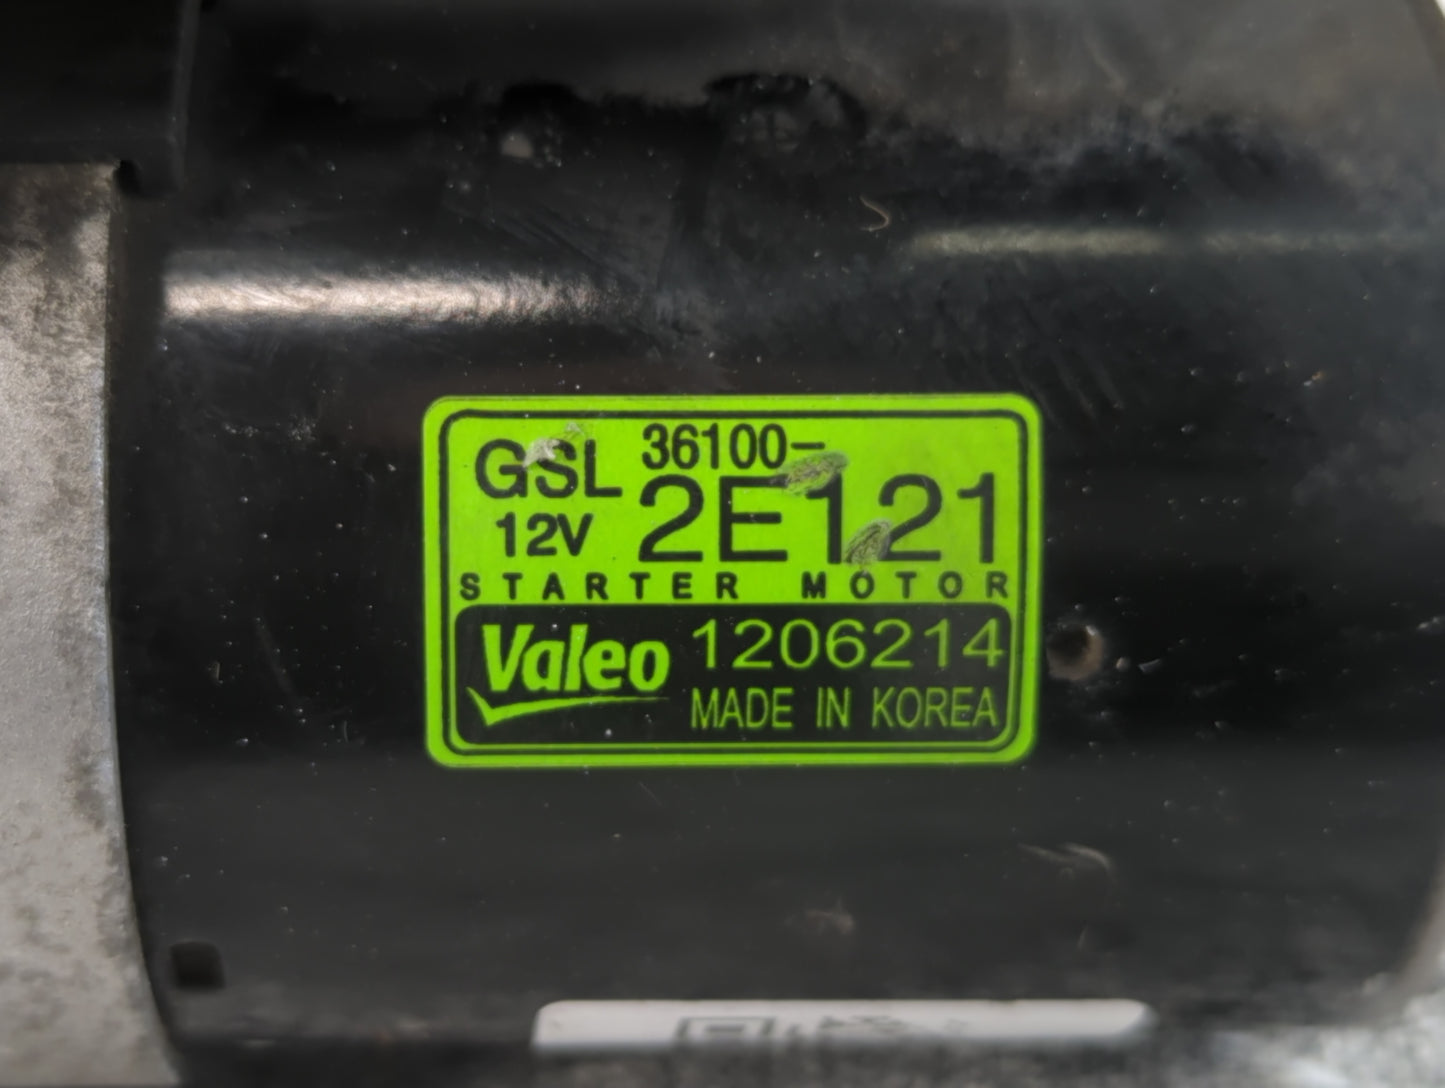 GSL 36100-
12V 2E121
STARTER MOTOR
Valeo 1206214
MADE IN KOREA